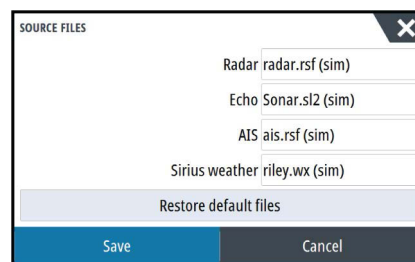 SOURCE FILES
Radar radar.rsf (sim)
Echo Sonar.sl2 (sim)
AIS ais.rsf (sim)
Sirius weather riley.wx (sim)
Restore default files
Save Cancel